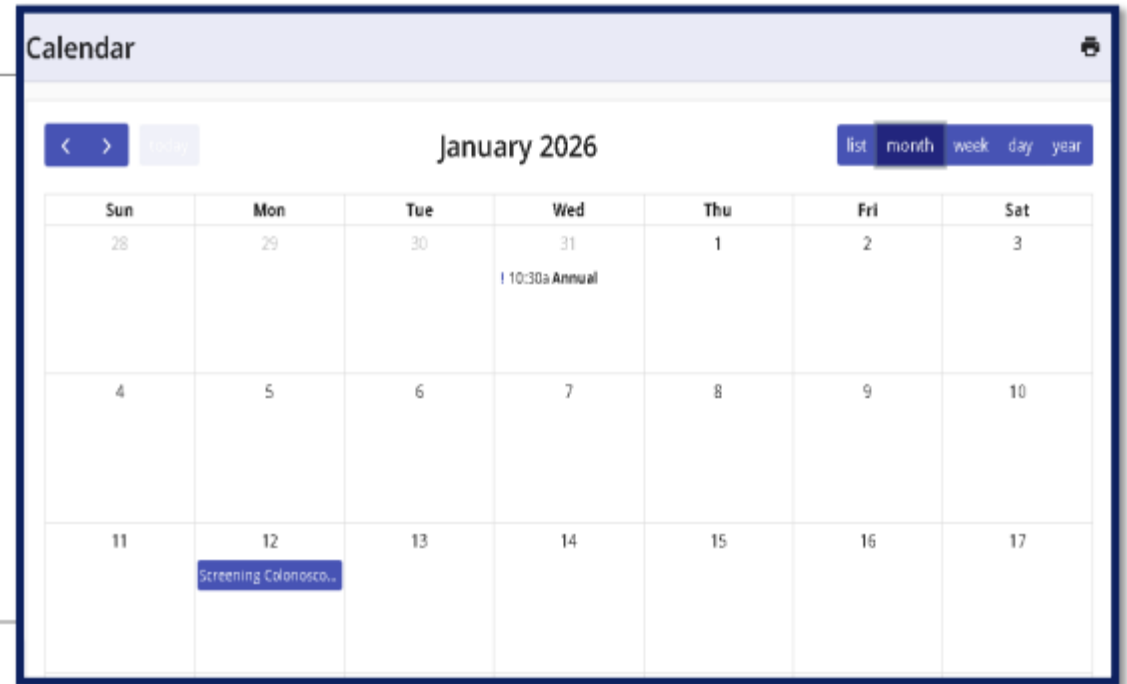 Calendar
today
January 2026
list month week day year
Sun Mon Tue Wed Thu Fri Sat
28 29 30 31 1 2 3
! 10:30a Annual
4 5 6 7 8 9 10
11 12 13 14 15 16 17
Screening Colonosco...